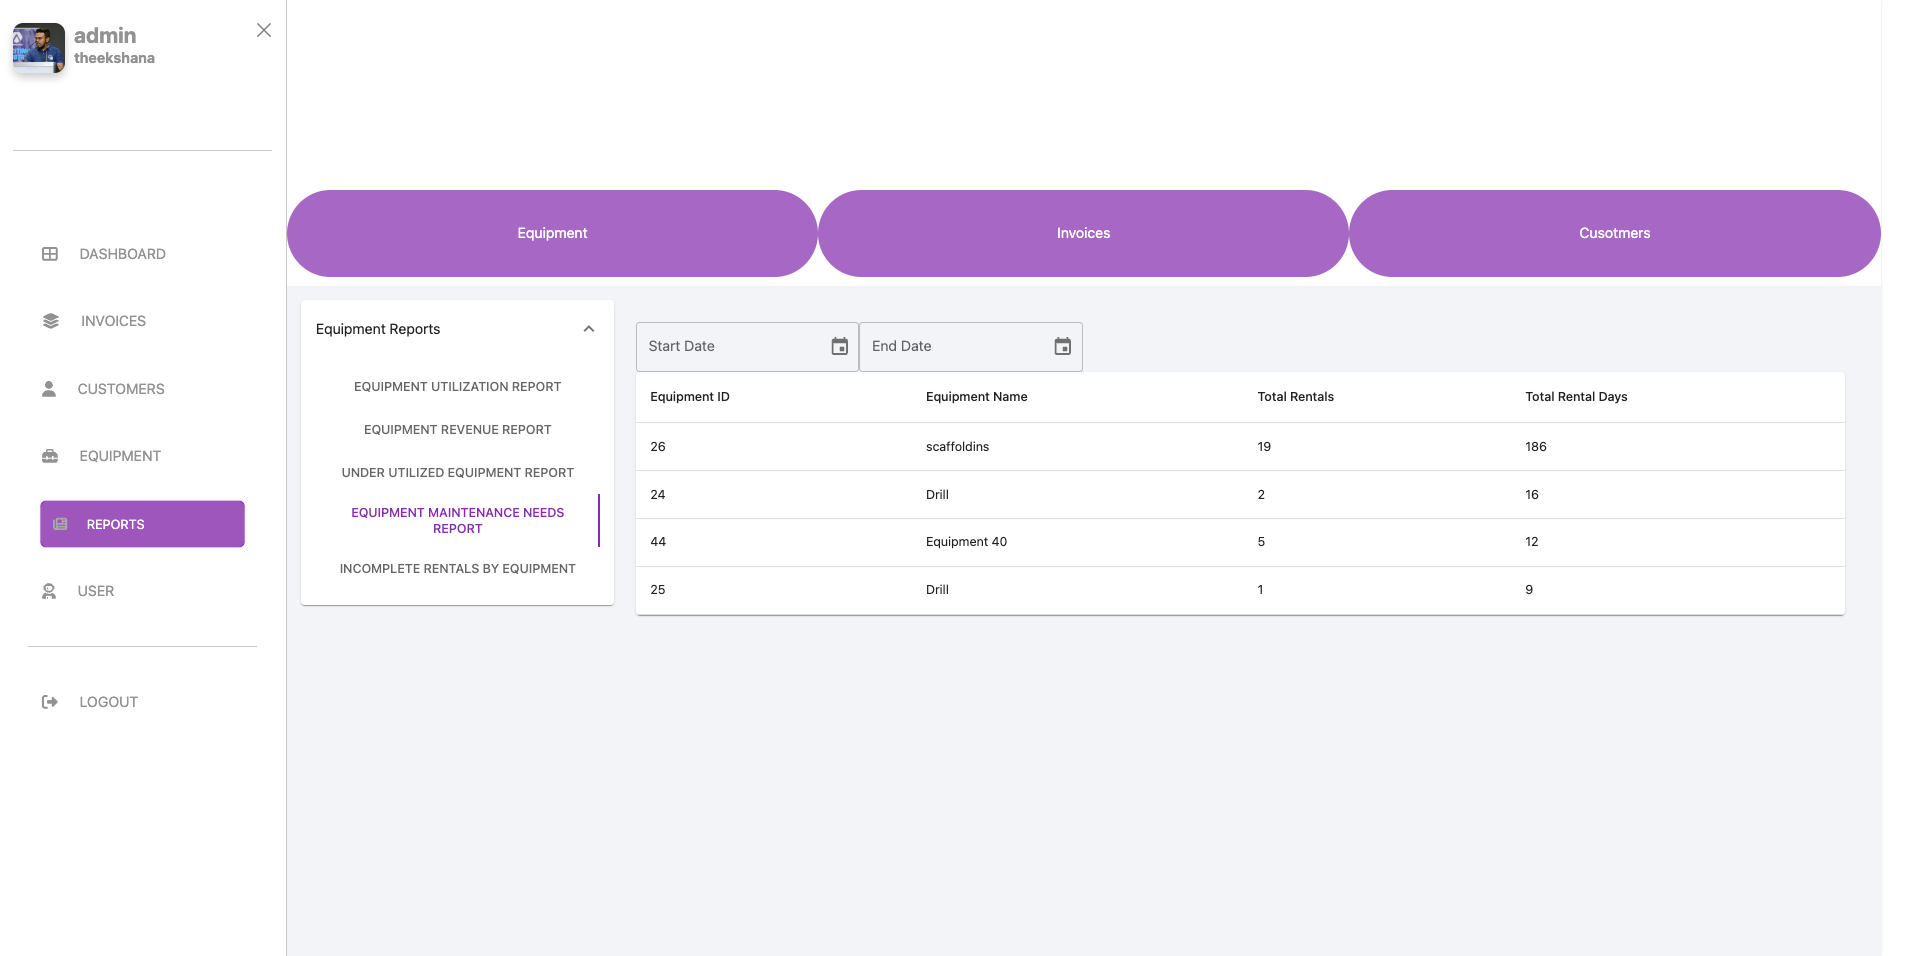 admin
theekshana
DASHBOARD
INVOICES
CUSTOMERS
EQUIPMENT
REPORTS
USER
LOGOUT
Equipment Invoices Cusotmers
Equipment Reports
EQUIPMENT UTILIZATION REPORT
EQUIPMENT REVENUE REPORT
UNDER UTILIZED EQUIPMENT REPORT
EQUIPMENT MAINTENANCE NEEDS
REPORT
INCOMPLETE RENTALS BY EQUIPMENT
Start Date End Date
Equipment ID Equipment Name Total Rentals Total Rental Days
26 scaffoldins 19 186
24 Drill 2 16
44 Equipment 40 5 12
25 Drill 1 9